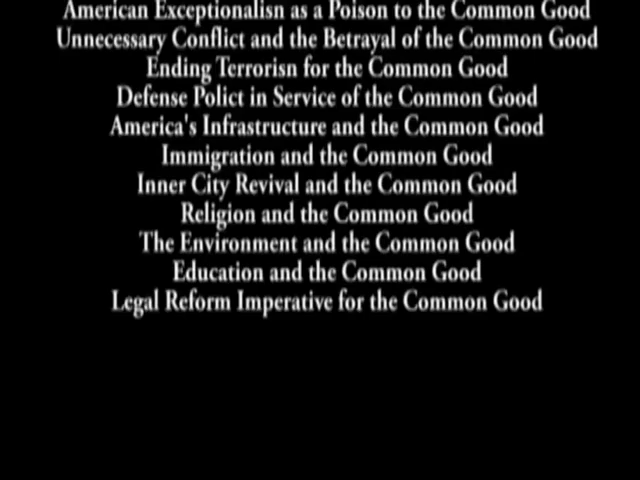 American Exceptionalisn as a Poison to the Common Good
Unnecessary Conflict and the Betrayal of the Common Good
Ending Terrorisn for the Common Good
Defense Polict in Service of the Common Good
America's Infrastructure and the Common Good
Immigration and the Common Good
Inner City Revival and the Common Good
Religion and the Common Good
The Environment and the Common Good
Education and the Common Good
Legal Reform Imperative for the Common Good